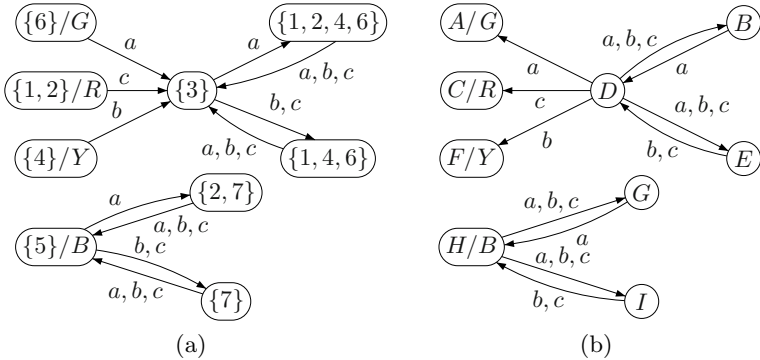 {6}/G
a
{1, 2}/R
c
{4}/Y
b
{3}
a
{1, 2, 4, 6}
a, b, c
b, c
a, b, c
{1, 4, 6}
{5}/B
a
{2, 7}
a, b, c
b, c
a, b, c
{7}
(a)
A/G
a
C/R
c
F/Y
b
D
a, b, c
B
a
a, b, c
b, c
E
H/B
a, b, c
G
a
a, b, c
b, c
I
(b)